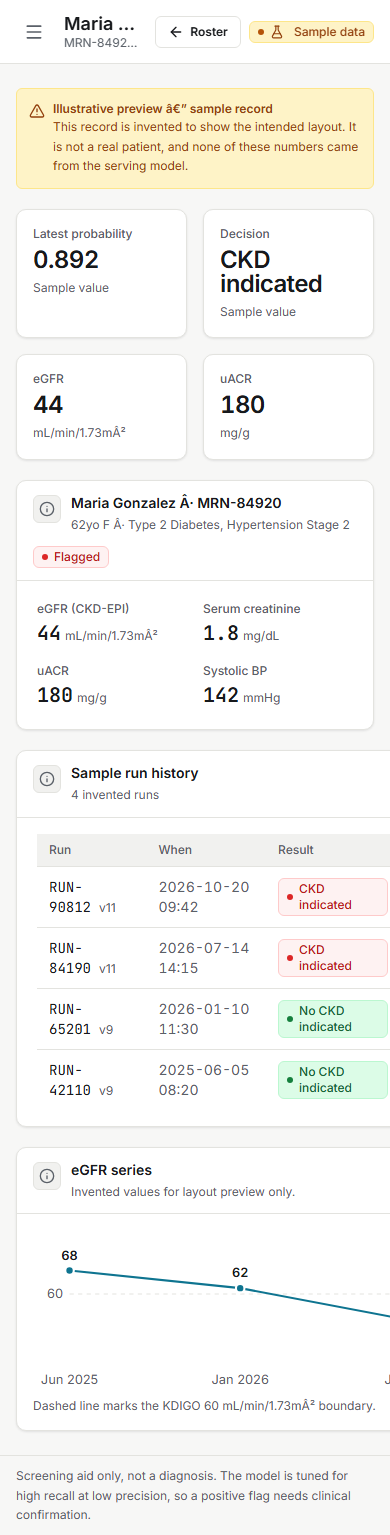 Maria ...
MRN-8492...
Roster
Sample data
Illustrative preview â€” sample record
This record is invented to show the intended layout. It
is not a real patient, and none of these numbers came
from the serving model.
Latest probability
0.892
Sample value
Decision
CKD
indicated
Sample value
eGFR
44
mL/min/1.73mÂ²
uACR
180
mg/g
Maria Gonzalez Â· MRN-84920
62yo F Â· Type 2 Diabetes, Hypertension Stage 2
Flagged
eGFR (CKD-EPI)
44 mL/min/1.73mÂ²
Serum creatinine
1.8 mg/dL
uACR
180 mg/g
Systolic BP
142 mmHg
Sample run history
4 invented runs
Run When Result
RUN-
90812 v11
2026-10-20
09:42
CKD
indicated
RUN-
84190 v11
2026-07-14
14:15
CKD
indicated
RUN-
65201 v9
2026-01-10
11:30
No CKD
indicated
RUN-
42110 v9
2025-06-05
08:20
No CKD
indicated
eGFR series
Invented values for layout preview only.
68
62
60
Jun 2025
Jan 2026
J
Dashed line marks the KDIGO 60 mL/min/1.73mÂ² boundary.
Screening aid only, not a diagnosis. The model is tuned for
high recall at low precision, so a positive flag needs clinical
confirmation.